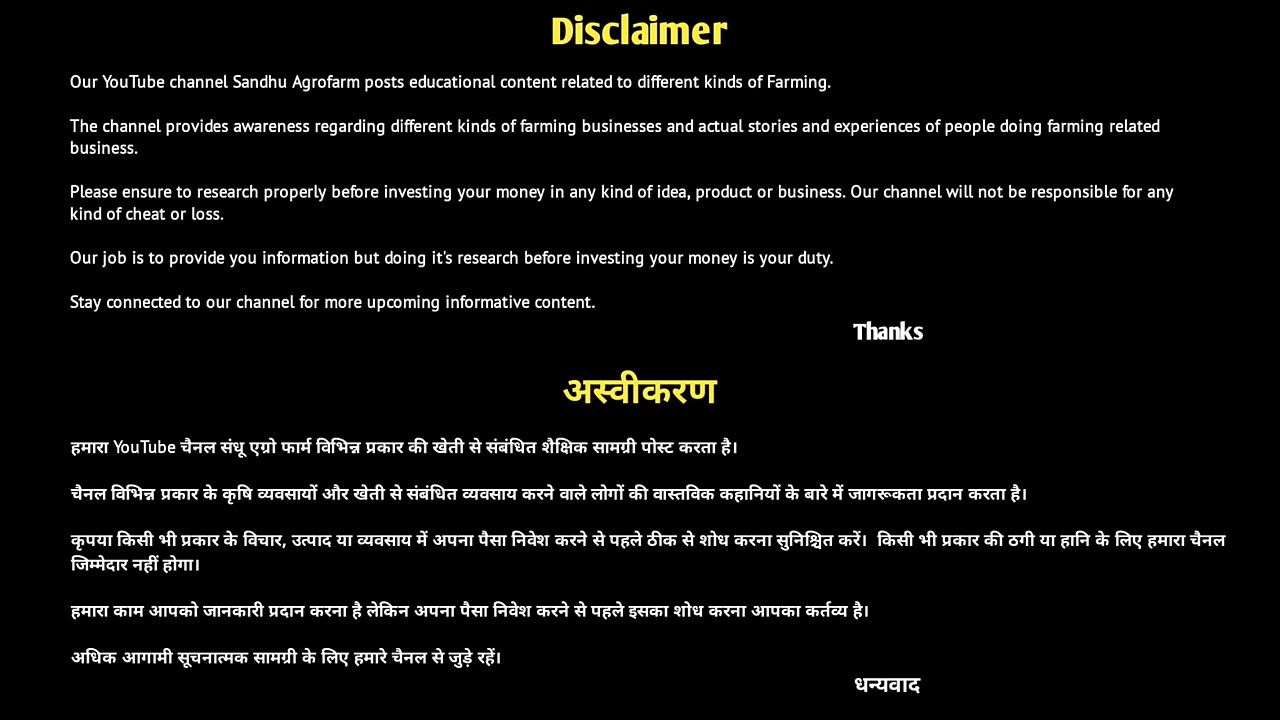 Disclaimer
Our YouTube channel Sandhu Agrofarm posts educational content related to different kinds of Farming.
The channel provides awareness regarding different kinds of farming businesses and actual stories and experiences of people doing farming related
business.
Please ensure to research properly before investing your money in any kind of idea, product or business. Our channel will not be responsible for any
kind of cheat or loss.
Our job is to provide you information but doing it's research before investing your money is your duty.
Stay connected to our channel for more upcoming informative content.
Thanks
अस्वीकरण
हमारा YouTube चैनल संधू एग्रो फार्म विभिन्न प्रकार की खेती से संबंधित शैक्षिक सामग्री पोस्ट करता है।
चैनल विभिन्न प्रकार के कृषि व्यवसायों और खेती से संबंधित व्यवसाय करने वाले लोगों की वास्तविक कहानियों के बारे में जागरूकता प्रदान करता है।
कृपया किसी भी प्रकार के विचार, उत्पाद या व्यवसाय में अपना पैसा निवेश करने से पहले ठीक से शोध करना सुनिश्चित करें।  किसी भी प्रकार की ठगी या हानि के लिए हमारा चैनल
जिम्मेदार नहीं होगा।
हमारा काम आपको जानकारी प्रदान करना है लेकिन अपना पैसा निवेश करने से पहले इसका शोध करना आपका कर्तव्य है।
अधिक आगामी सूचनात्मक सामग्री के लिए हमारे चैनल से जुड़े रहें।
धन्यवाद